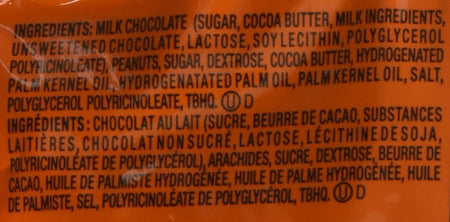 INGREDIENTS: MILK CHOCOLATE (SUGAR, COCOA BUTTER, MILK INGREDIENTS,
UNSWEETENED CHOCOLATE, LACTOSE, SOY LECITHIN, POLYGLYCEROL
POLYRICINOLEATE), PEANUTS, SUGAR, DEXTROSE, COCOA BUTTER, HYDROGENATED
PALM KERNEL OIL, HYDROGENATATED PALM OIL, PALM KERNEL OIL, SALT,
POLYGLYCEROL POLYRICINOLEATE, TBHQ. Ⓤ D
INGRÉDIENTS: CHOCOLAT AU LAIT (SUCRE, BEURRE DE CACAO, SUBSTANCES
LAITIÈRES, CHOCOLAT NON SUCRÉ, LACTOSE, LÉCITHINE DE SOJA,
POLYRICINOLÉATE DE POLYGLYCÉROL), ARACHIDES, SUCRE, DEXTROSE, BEURRE DE
CACAO, HUILE DE PALMISTE HYDROGÉNÉE, HUILE DE PALME HYDROGÉNÉE, HUILE
DE PALMISTE, SEL, POLYRICINOLÉATE DE POLYGLYCÉROL, TBHQ. Ⓤ D